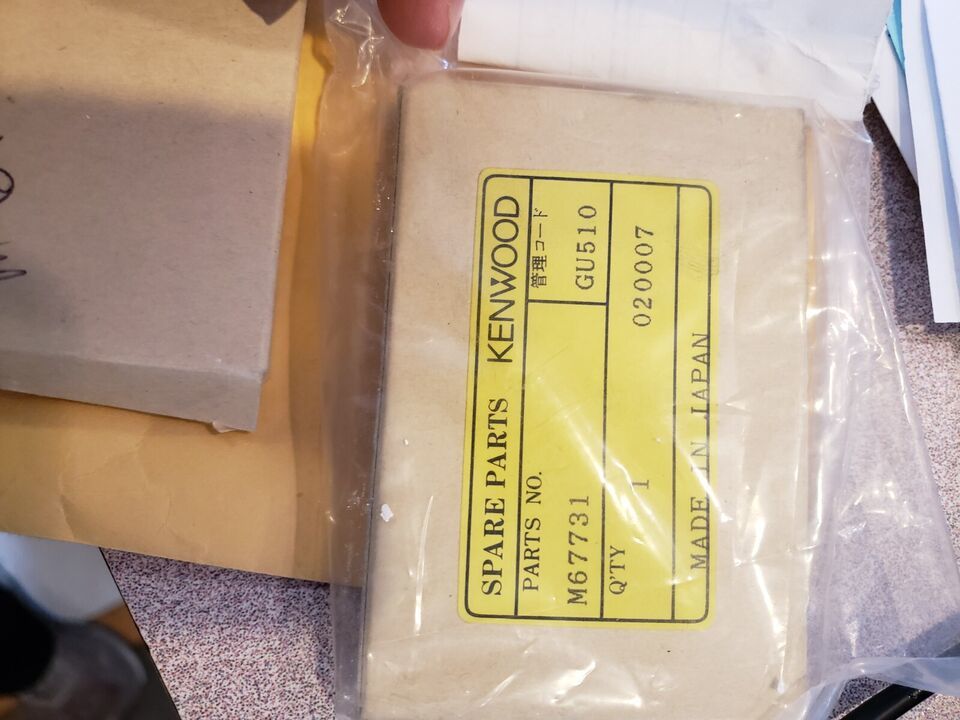 SPARE PARTS KENWOOD
PARTS NO.
管理コード
M67731
GU510
Q'TY
1
020007
MADE IN JAPAN